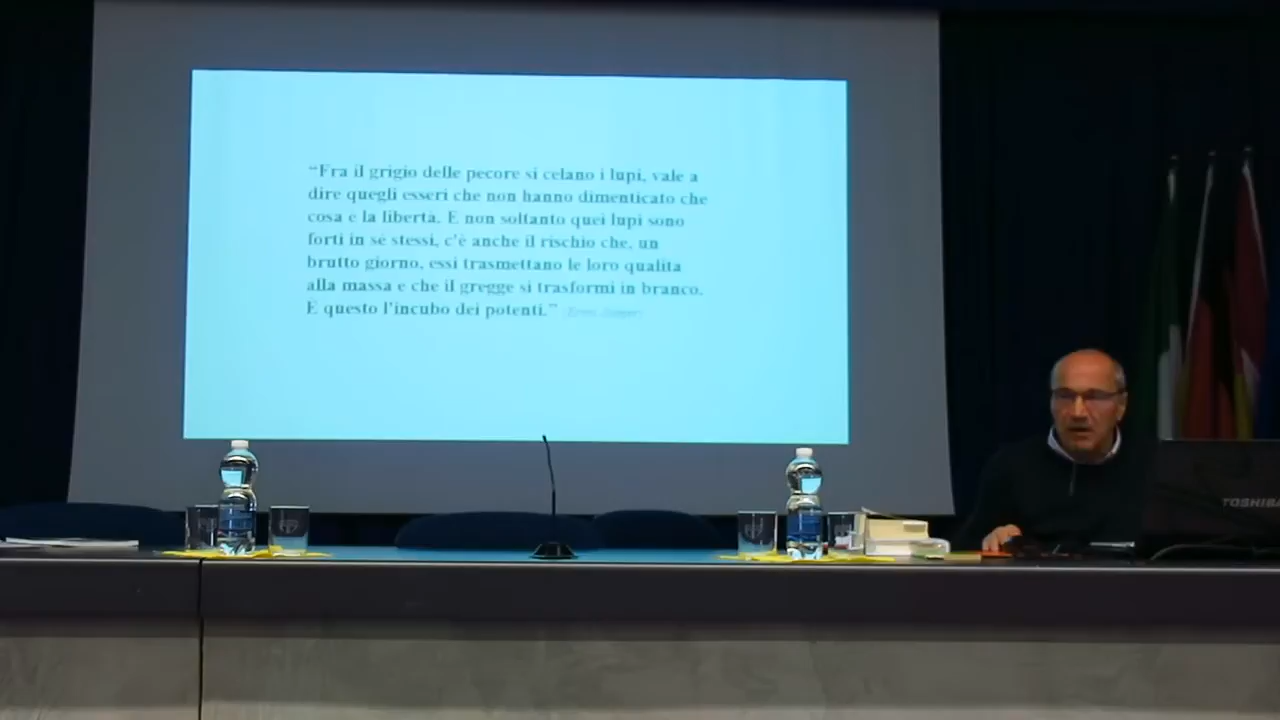 “Fra il grigio delle pecore si celano i lupi, vale a
dire quegli esseri che non hanno dimenticato che
cosa è la libertà. E non soltanto quei lupi sono
forti in sé stessi, c’è anche il rischio che, un
brutto giorno, essi trasmettano le loro qualità
alla massa e che il gregge si trasformi in branco.
È questo l’incubo dei potenti.”
TOSHIBA